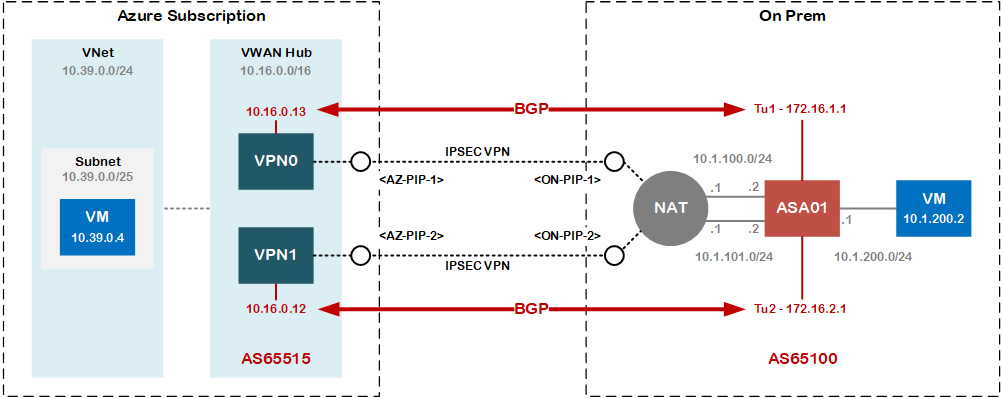 Azure Subscription
On Prem
VNet
10.39.0.0/24
VWAN Hub
10.16.0.0/16
10.16.0.13
BGP
Tu1 - 172.16.1.1
VPN0
IPSEC VPN
<AZ-PIP-1>
<ON-PIP-1>
10.1.100.0/24
Subnet
10.39.0.0/25
VM
10.39.0.4
NAT
.1
.2
.1
.2
ASA01
.1
VM
10.1.200.2
VPN1
<AZ-PIP-2>
<ON-PIP-2>
IPSEC VPN
10.1.101.0/24
10.1.200.0/24
10.16.0.12
BGP
Tu2 - 172.16.2.1
AS65515
AS65100